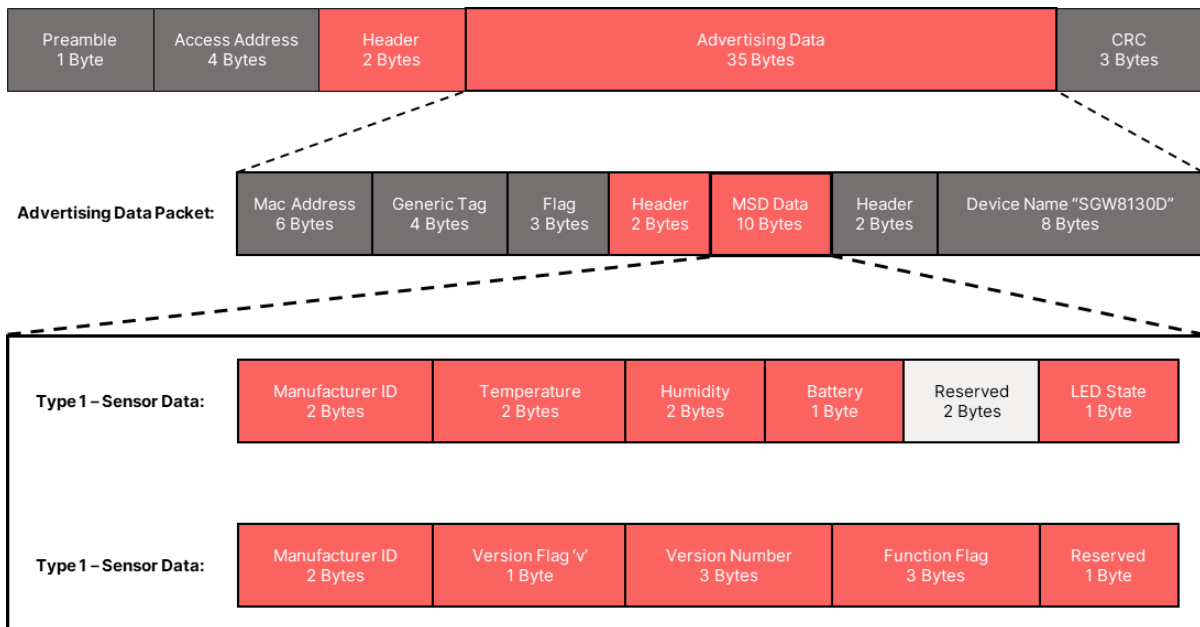 Preamble
1 Byte
Access Address
4 Bytes
Header
2 Bytes
Advertising Data
35 Bytes
CRC
3 Bytes
Advertising Data Packet:
Mac Address
6 Bytes
Generic Tag
4 Bytes
Flag
3 Bytes
Header
2 Bytes
MSD Data
10 Bytes
Header
2 Bytes
Device Name “SGW8130D”
8 Bytes
Type 1 – Sensor Data:
Manufacturer ID
2 Bytes
Temperature
2 Bytes
Humidity
2 Bytes
Battery
1 Byte
Reserved
2 Bytes
LED State
1 Byte
Type 1 – Sensor Data:
Manufacturer ID
2 Bytes
Version Flag ‘v’
1 Byte
Version Number
3 Bytes
Function Flag
3 Bytes
Reserved
1 Byte